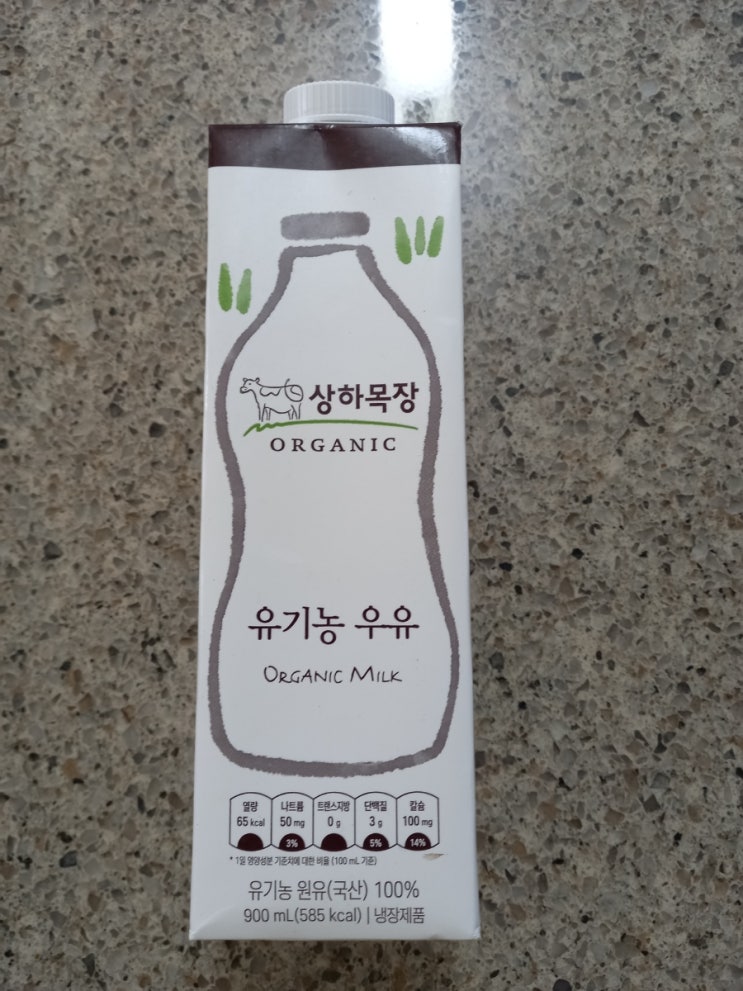 상하목장
ORGANIC
유기농 우유
ORGANIC MILK
열량 나트륨 트랜스지방 단백질 칼슘
65 kcal 50 mg 0 g 3 g 100 mg
3% 5% 14%
* 1일 영양성분 기준치에 대한 비율 (100 mL 기준)
유기농 원유(국산) 100%
900 mL(585 kcal) | 냉장제품